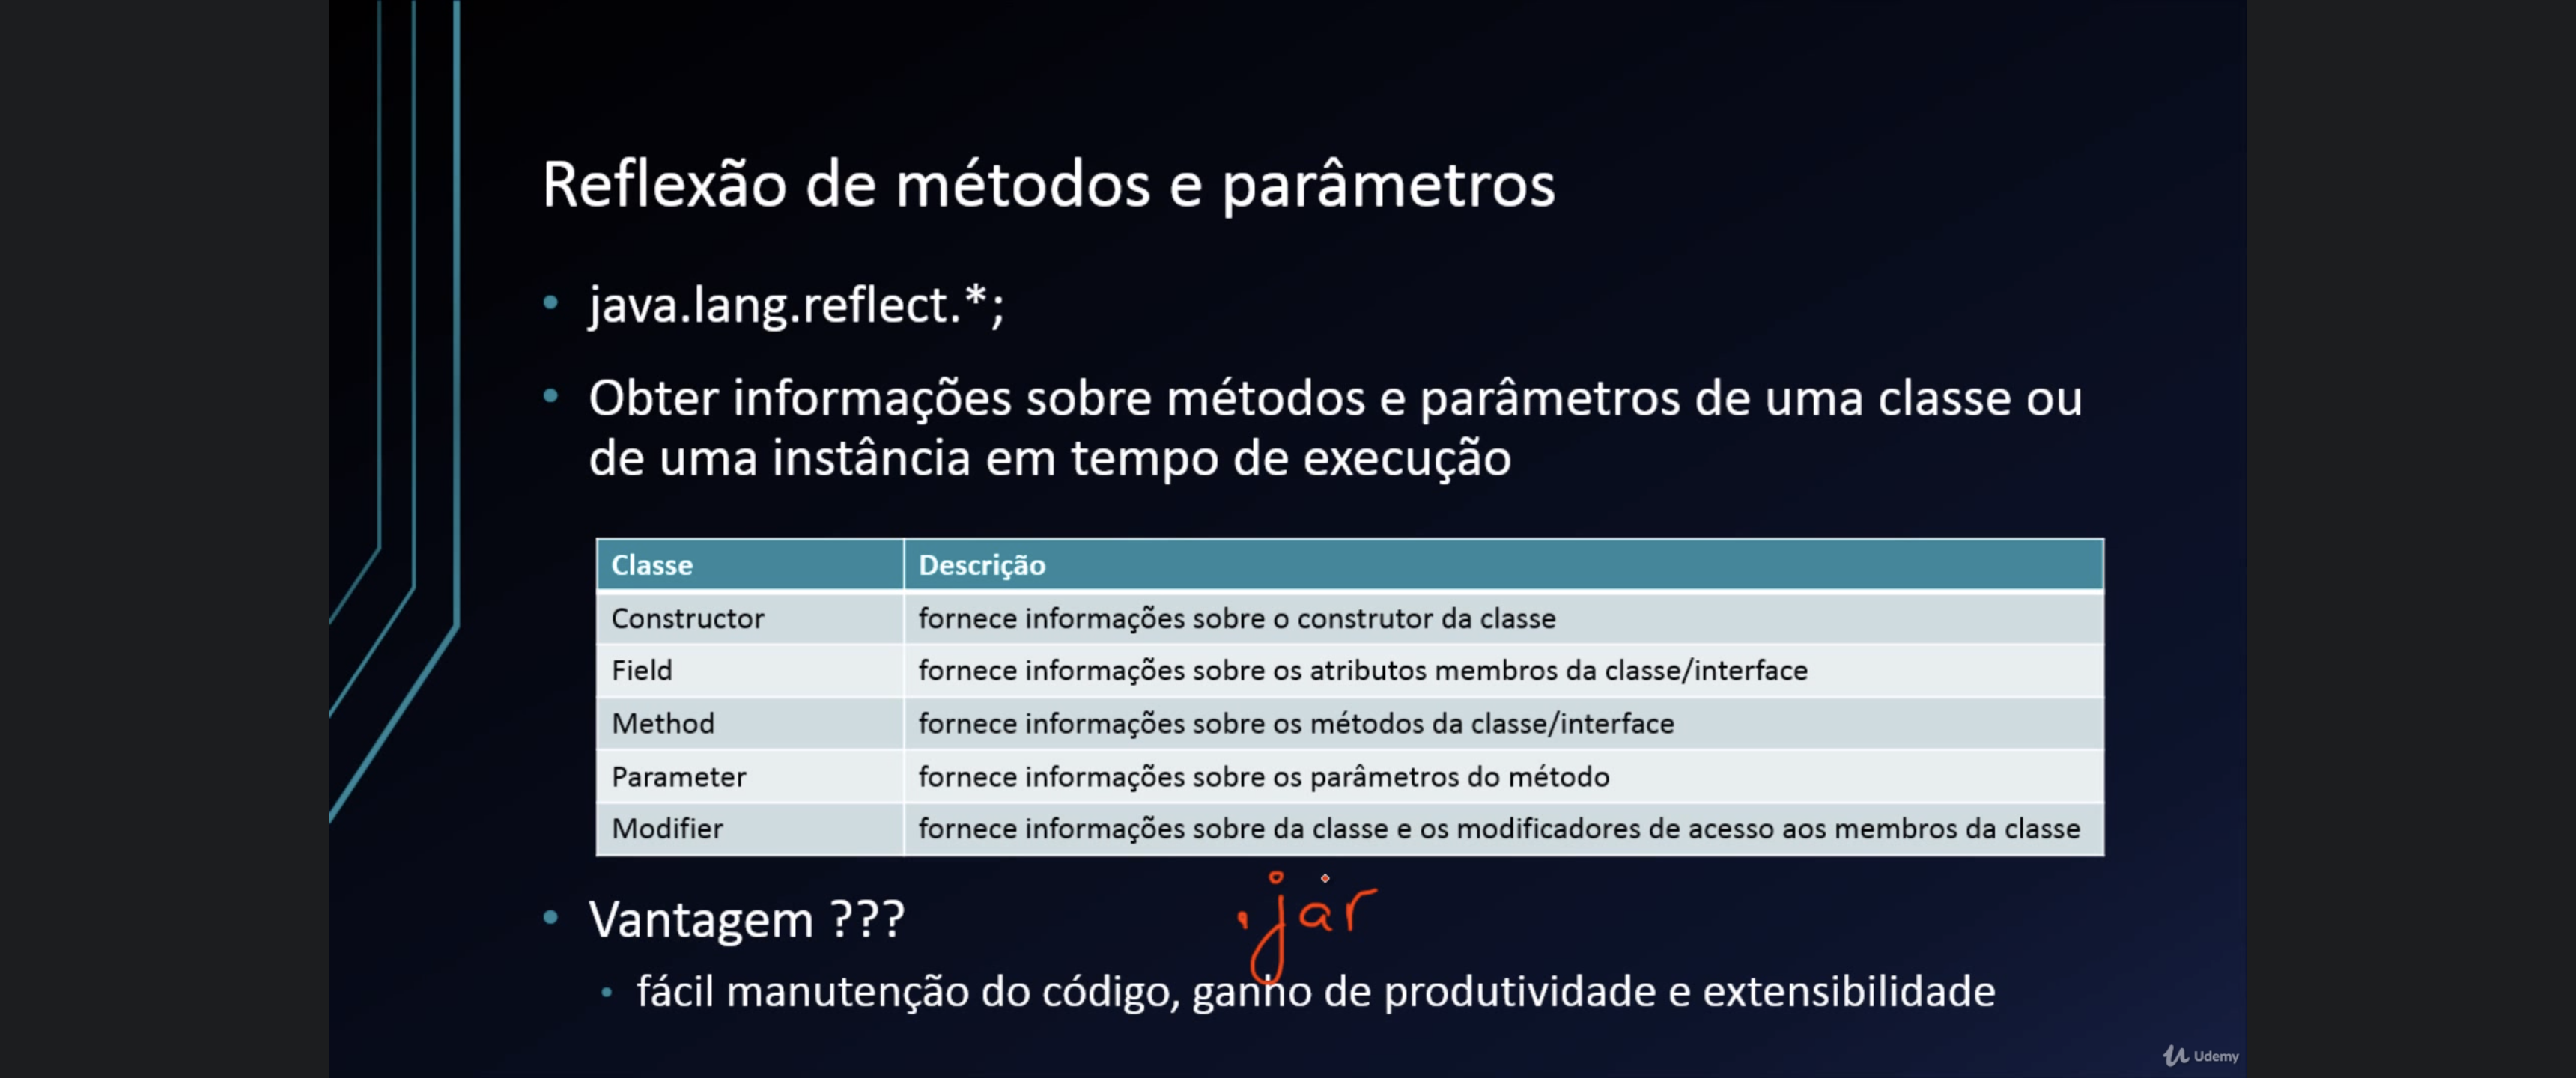 Reflexão de métodos e parâmetros
java.lang.reflect.*;
Obter informações sobre métodos e parâmetros de uma classe ou
de uma instância em tempo de execução
Classe Descrição
Constructor fornece informações sobre o construtor da classe
Field fornece informações sobre os atributos membros da classe/interface
Method fornece informações sobre os métodos da classe/interface
Parameter fornece informações sobre os parâmetros do método
Modifier fornece informações sobre da classe e os modificadores de acesso aos membros da classe
Vantagem ???
.jar
fácil manutenção do código, ganho de produtividade e extensibilidade
Udemy